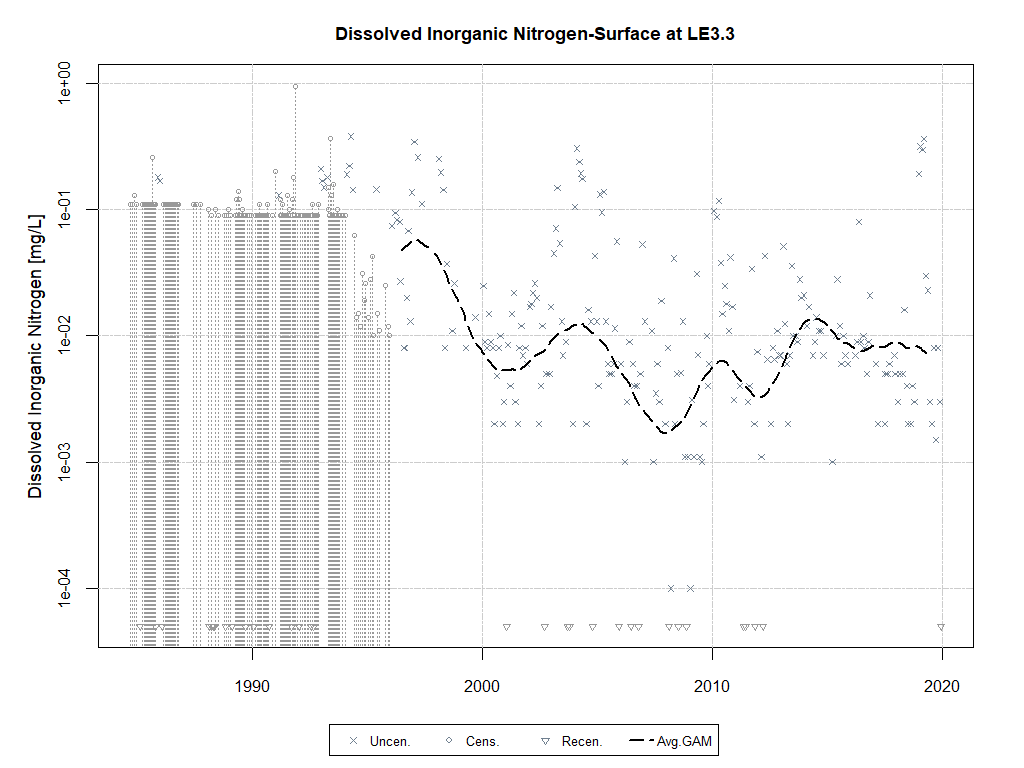 Dissolved Inorganic Nitrogen-Surface at LE3.3
Dissolved Inorganic Nitrogen [mg/L]
1e+00
1e-01
1e-02
1e-03
1e-04
1990 2000 2010 2020
Uncen. Cens. Recen. Avg.GAM